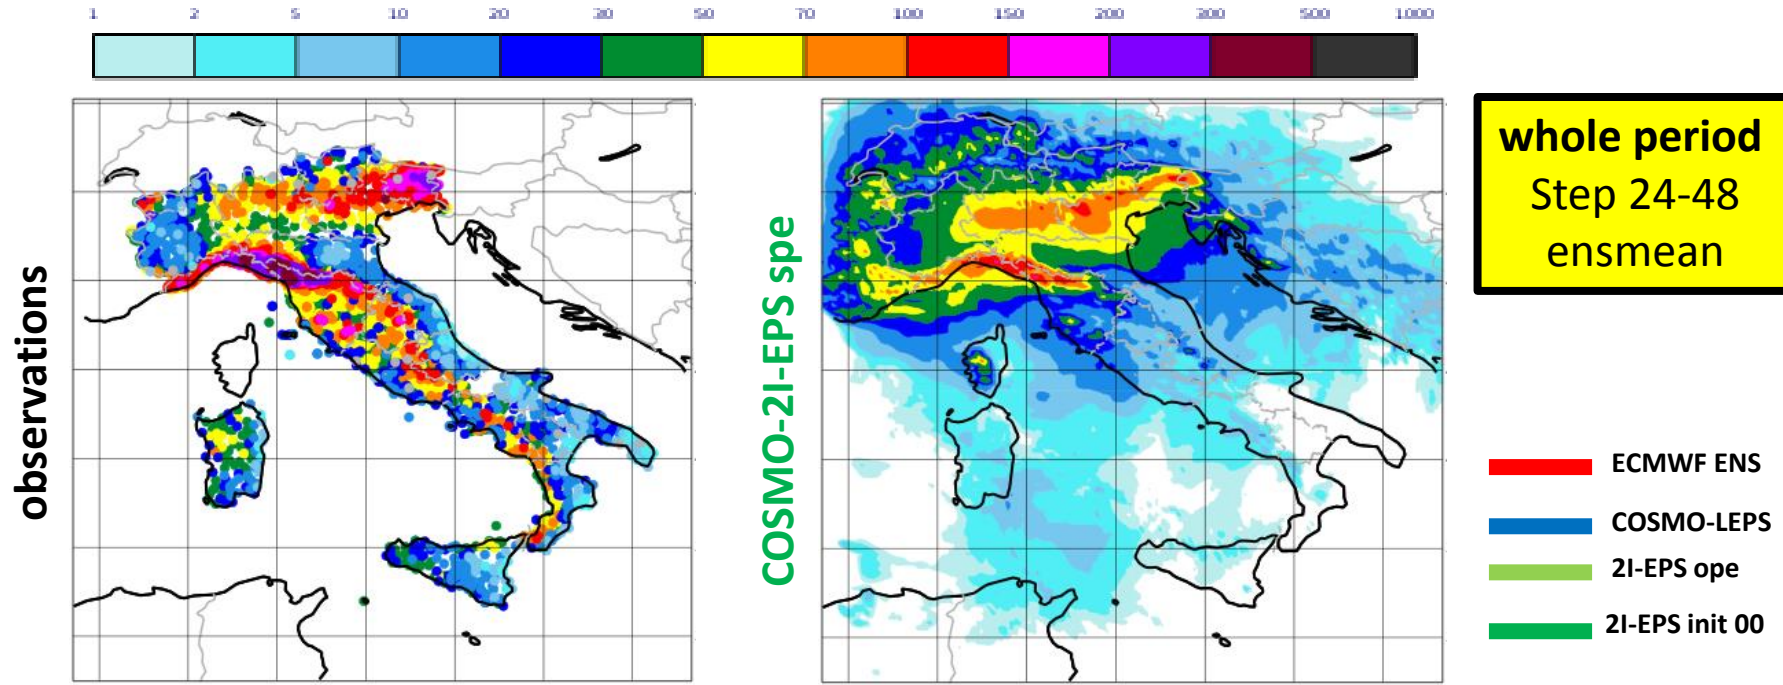 1 2 5 10 20 30 50 70 100 150 200 300 500 1000
observations
COSMO-2I-EPS spe
whole period
Step 24-48
ensmean
ECMWF ENS
COSMO-LEPS
2I-EPS ope
2I-EPS init 00